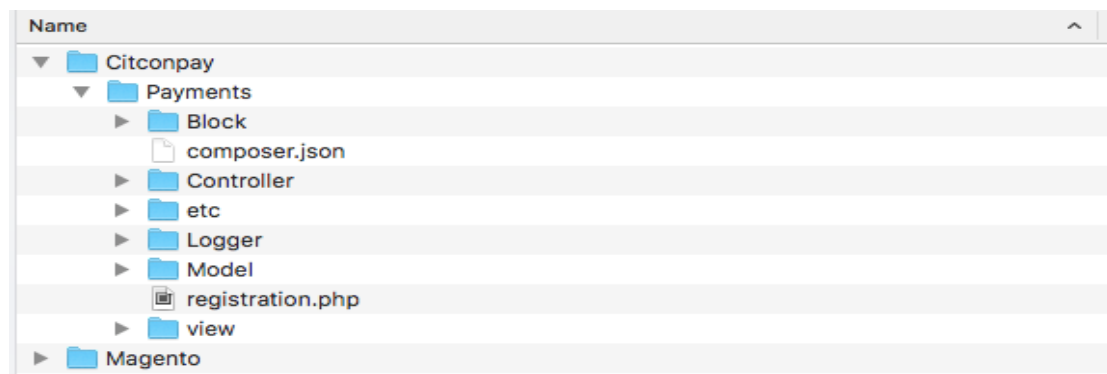 Name
Citconpay
Payments
Block
composer.json
Controller
etc
Logger
Model
registration.php
view
Magento